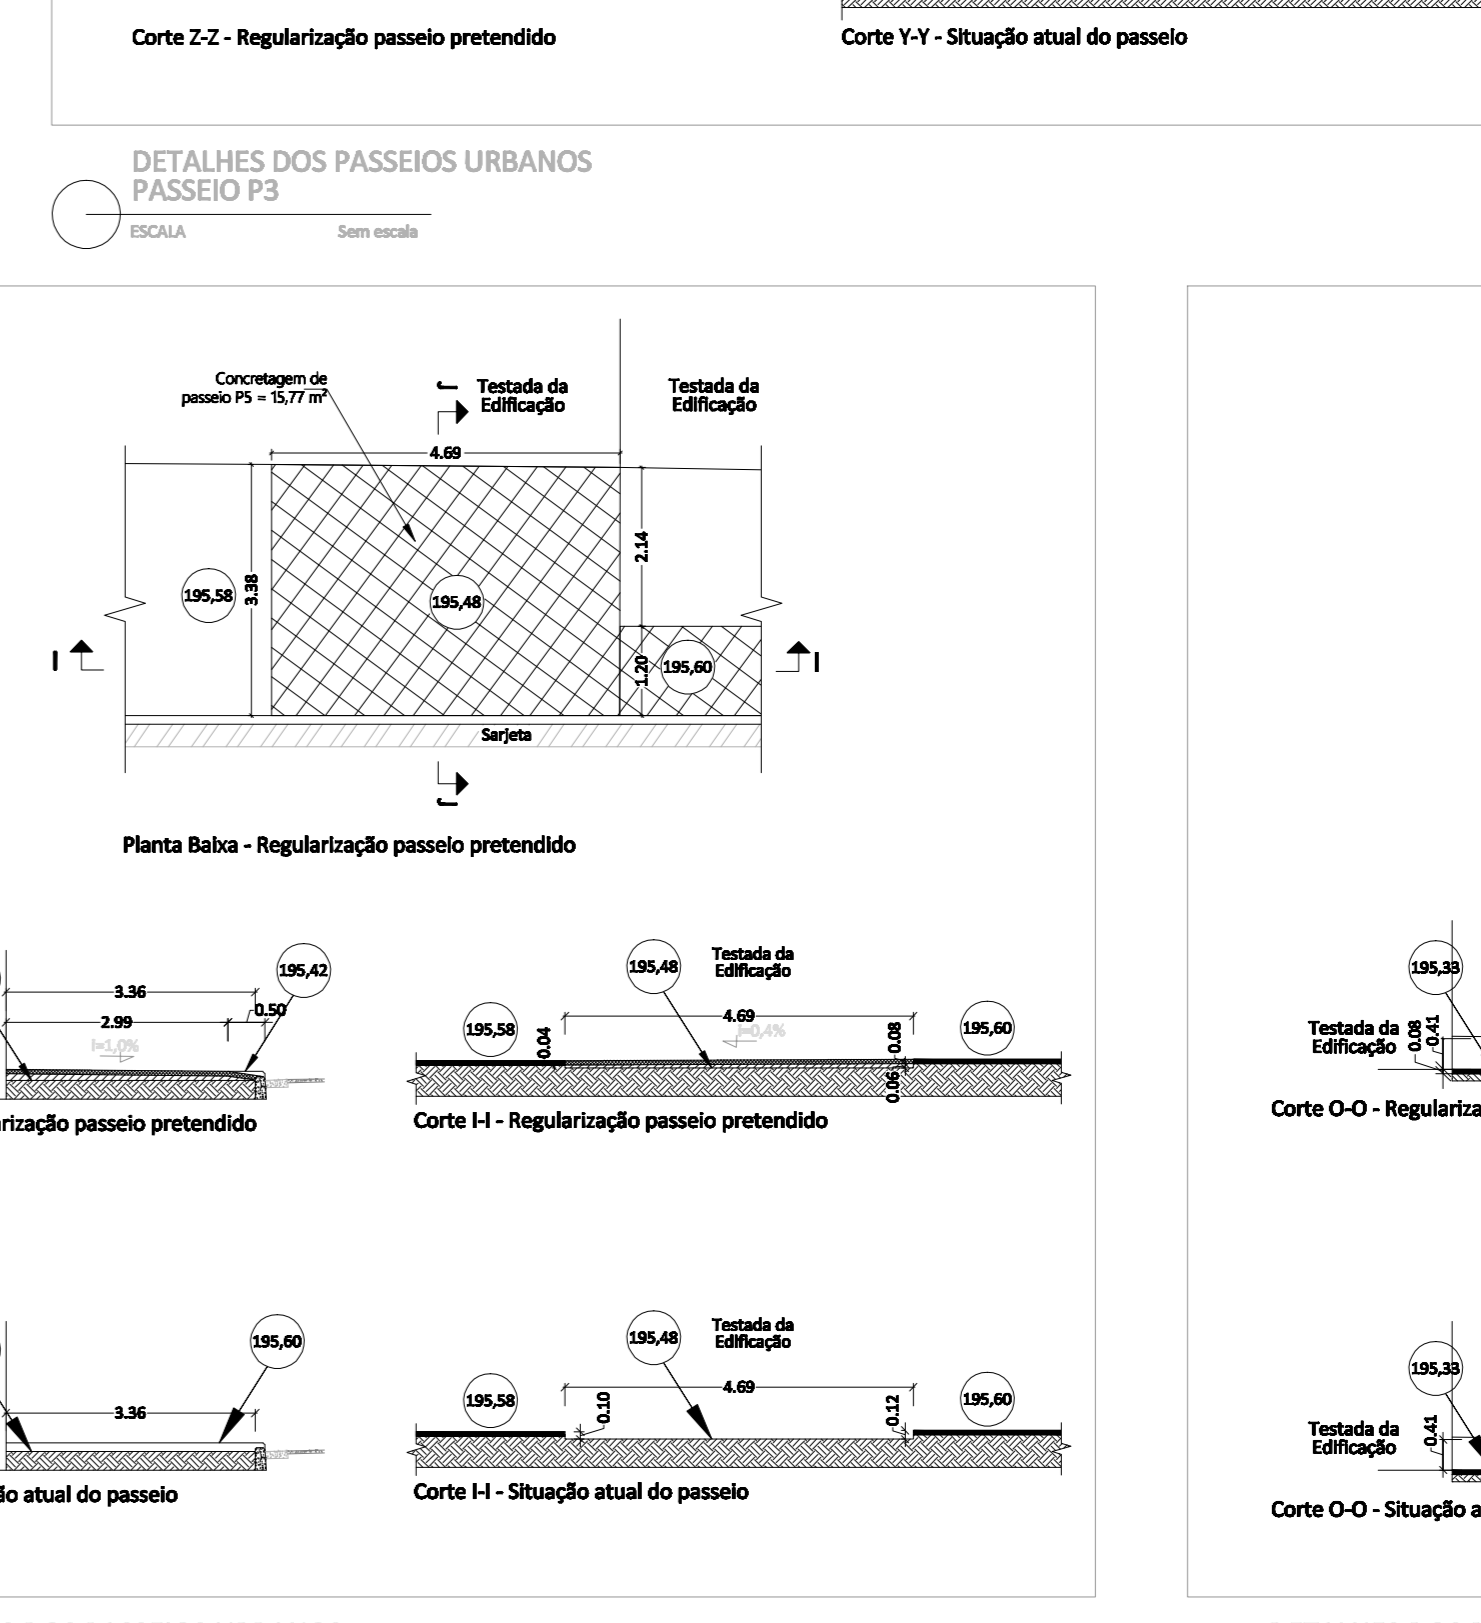 Corte Z-Z - Regularização passeio pretendido
Corte Y-Y - Situação atual do passeio
DETALHES DOS PASSEIOS URBANOS
PASSEIO P3
ESCALA
Sem escala
Concretagem de
passeio P5 = 15,77 m²
J
Testada da
Edificação
Testada da
Edificação
4.69
2.14
3.38
195,58
195,48
1.20
195,60
I
I
Sarjeta
J
Planta Baixa - Regularização passeio pretendido
195,42
3.36
0.50
2.99
i=1,0%
rização passeio pretendido
195,48
Testada da
Edificação
4.69
i=0,4%
195,58
0.04
0.08
0.06
195,60
Corte I-I - Regularização passeio pretendido
195,33
Testada da
Edificação
0.08
0.41
Corte O-O - Regulariza
195,60
3.36
ão atual do passeio
195,48
Testada da
Edificação
4.69
195,58
0.10
0.12
195,60
Corte I-I - Situação atual do passeio
195,33
Testada da
Edificação
0.41
Corte O-O - Situação a